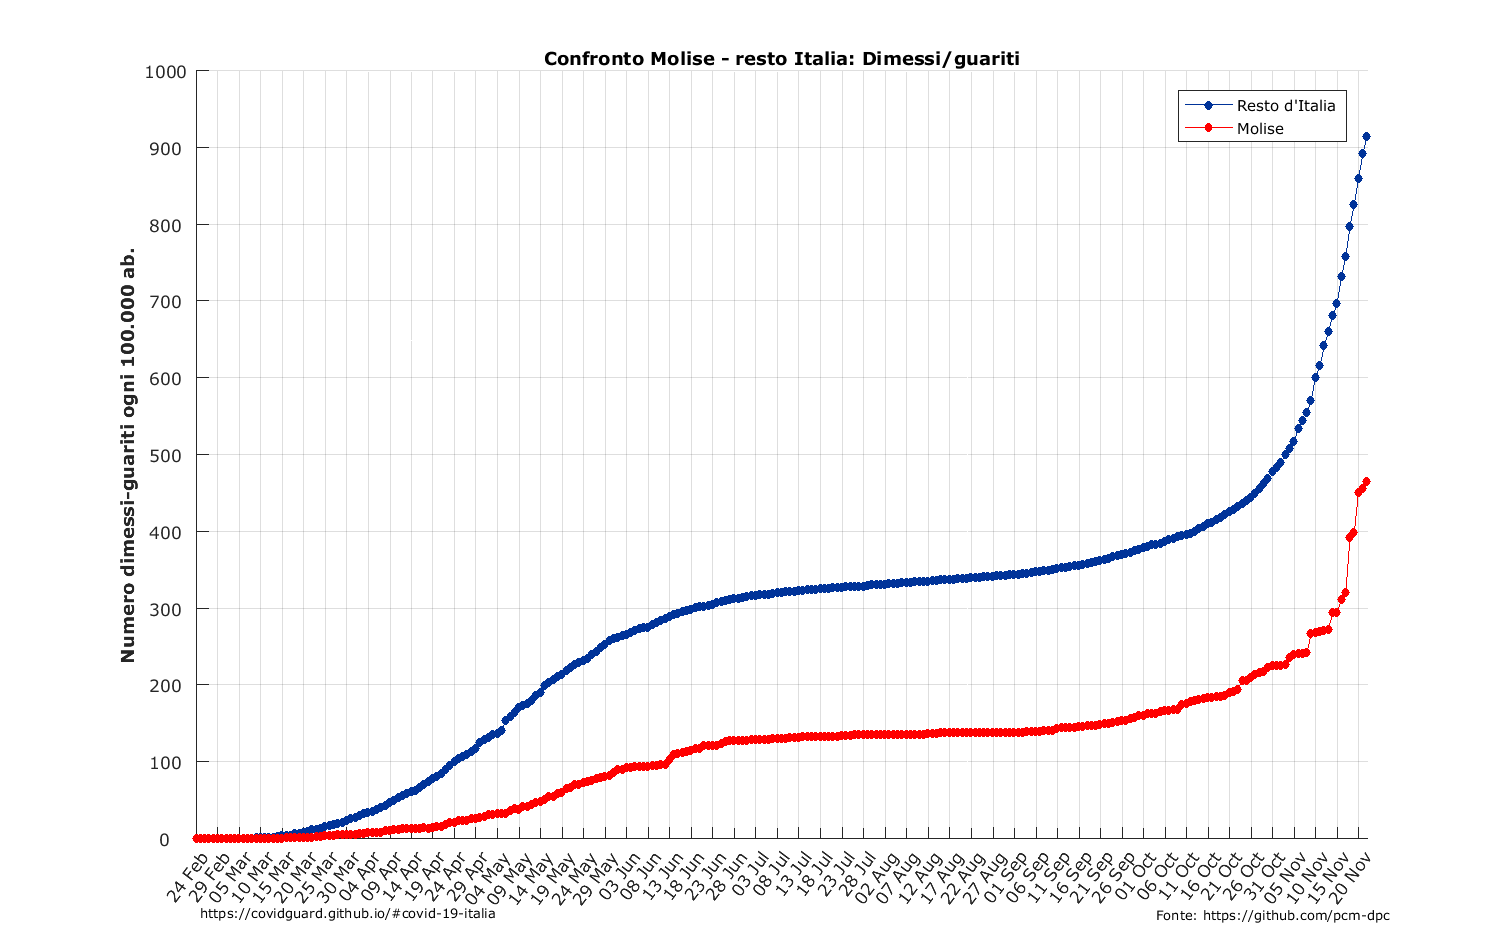 Confronto Molise - resto Italia: Dimessi/guariti
Resto d'Italia
Molise
Numero dimessi-guariti ogni 100.000 ab.
1000
900
800
700
600
500
400
300
200
100
0
24 Feb
29 Feb
05 Mar
10 Mar
15 Mar
20 Mar
25 Mar
30 Mar
04 Apr
09 Apr
14 Apr
19 Apr
24 Apr
29 Apr
04 May
09 May
14 May
19 May
24 May
29 May
03 Jun
08 Jun
13 Jun
18 Jun
23 Jun
28 Jun
03 Jul
08 Jul
13 Jul
18 Jul
23 Jul
28 Jul
02 Aug
07 Aug
12 Aug
17 Aug
22 Aug
27 Aug
01 Sep
06 Sep
11 Sep
16 Sep
21 Sep
26 Sep
01 Oct
06 Oct
11 Oct
16 Oct
21 Oct
26 Oct
31 Oct
05 Nov
10 Nov
15 Nov
20 Nov
https://covidguard.github.io/#covid-19-italia
Fonte: https://github.com/pcm-dpc